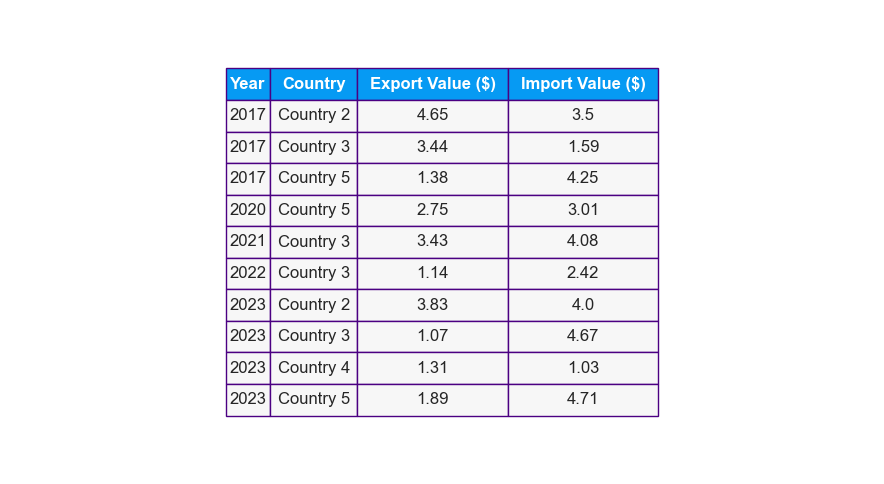 Year Country Export Value ($) Import Value ($)
2017 Country 2 4.65 3.5
2017 Country 3 3.44 1.59
2017 Country 5 1.38 4.25
2020 Country 5 2.75 3.01
2021 Country 3 3.43 4.08
2022 Country 3 1.14 2.42
2023 Country 2 3.83 4.0
2023 Country 3 1.07 4.67
2023 Country 4 1.31 1.03
2023 Country 5 1.89 4.71